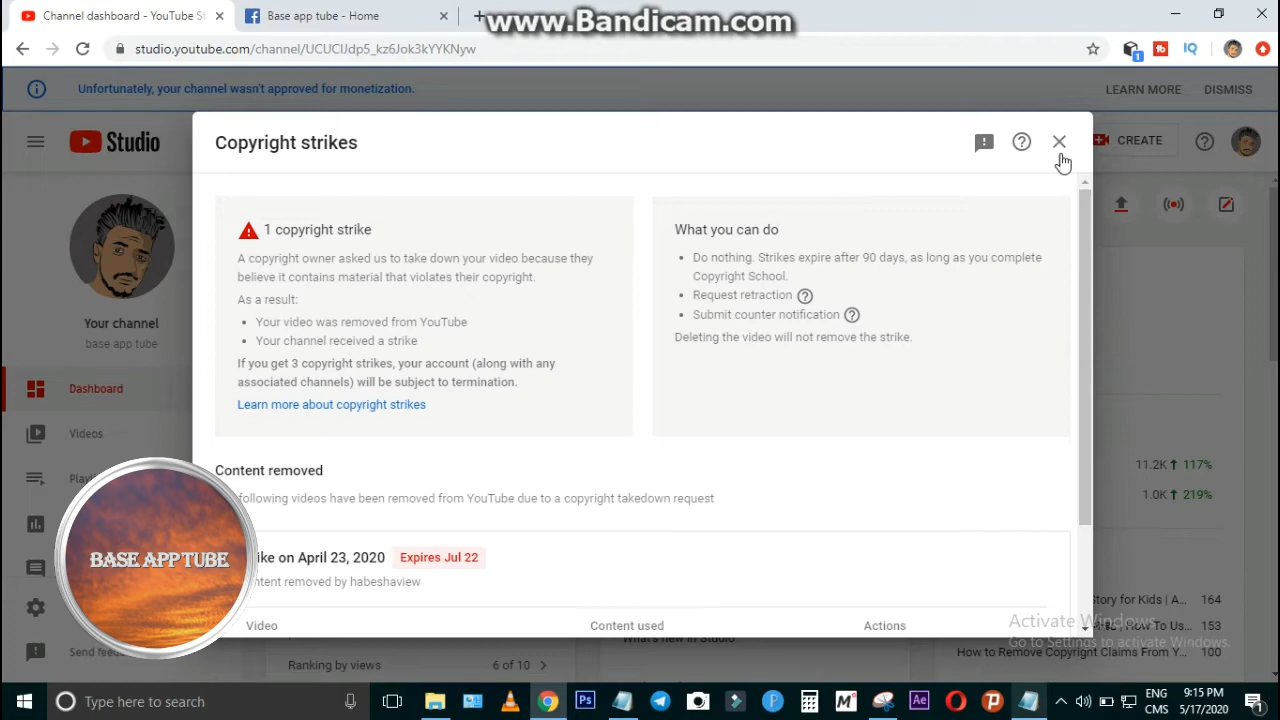 Channel dashboard - YouTube St
Base app tube - Home
www.Bandicam.com
studio.youtube.com/channel/UCUClJdp5_kz6Jok3kYYKNyw
1
Unfortunately, your channel wasn't approved for monetization.
LEARN MORE
DISMISS
Studio
Copyright strikes
CREATE
1 copyright strike
A copyright owner asked us to take down your video because they
believe it contains material that violates their copyright.
As a result:
• Your video was removed from YouTube
• Your channel received a strike
If you get 3 copyright strikes, your account (along with any
associated channels) will be subject to termination.
Learn more about copyright strikes
What you can do
• Do nothing. Strikes expire after 90 days, as long as you complete
Copyright School.
• Request retraction
• Submit counter notification
Deleting the video will not remove the strike.
Your channel
base app tube
Dashboard
Videos
Content removed
following videos have been removed from YouTube due to a copyright takedown request
11.2K 117%
1.0K 219%
BASE APP TUBE
ike on April 23, 2020
Expires Jul 22
ntent removed by habeshaview
Video
Content used
Actions
Send feed
Ranking by views
6 of 10
What's new in Studio
Story for Kids | A...
164
How To Us...
153
How to Remove Copyright Claims From Y...
100
Activate Windows
Go to Settings to activate Windows.
Type here to search
Ps
Ae
ENG
CMS
9:15 PM
5/17/2020
1